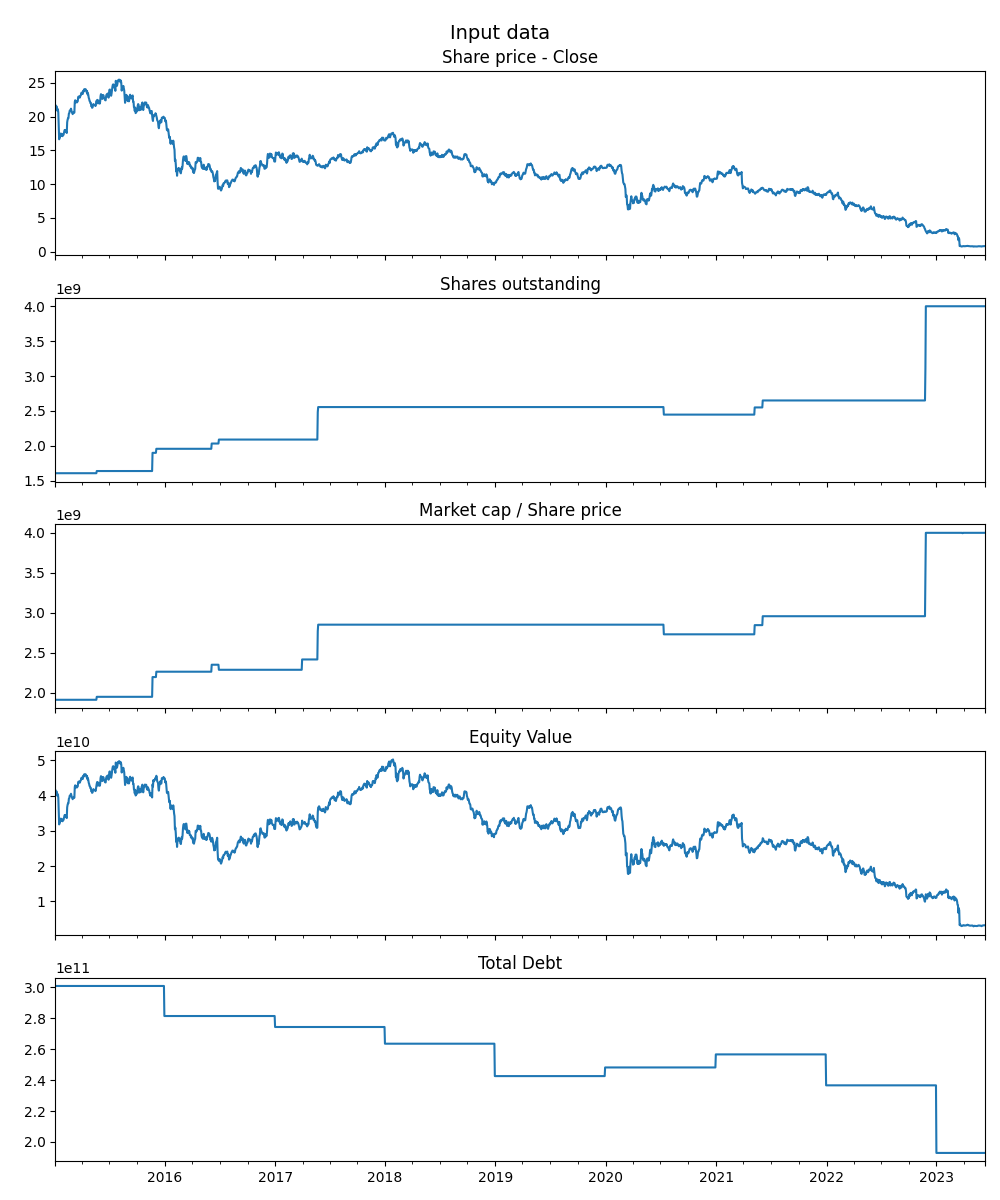 Input data
Share price - Close
25
20
15
10
5
0
Shares outstanding
1e9
4.0
3.5
3.0
2.5
2.0
1.5
Market cap / Share price
1e9
4.0
3.5
3.0
2.5
2.0
Equity Value
1e10
5
4
3
2
1
Total Debt
1e11
3.0
2.8
2.6
2.4
2.2
2.0
2016 2017 2018 2019 2020 2021 2022 2023